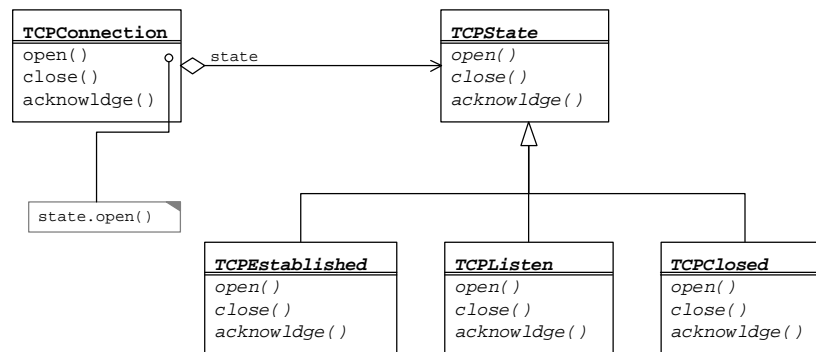 TCPConnection
open()
close()
acknowldge()
state
TCPState
open()
close()
acknowldge()
state.open()
TCPEstablished
open()
close()
acknowldge()
TCPListen
open()
close()
acknowldge()
TCPClosed
open()
close()
acknowldge()